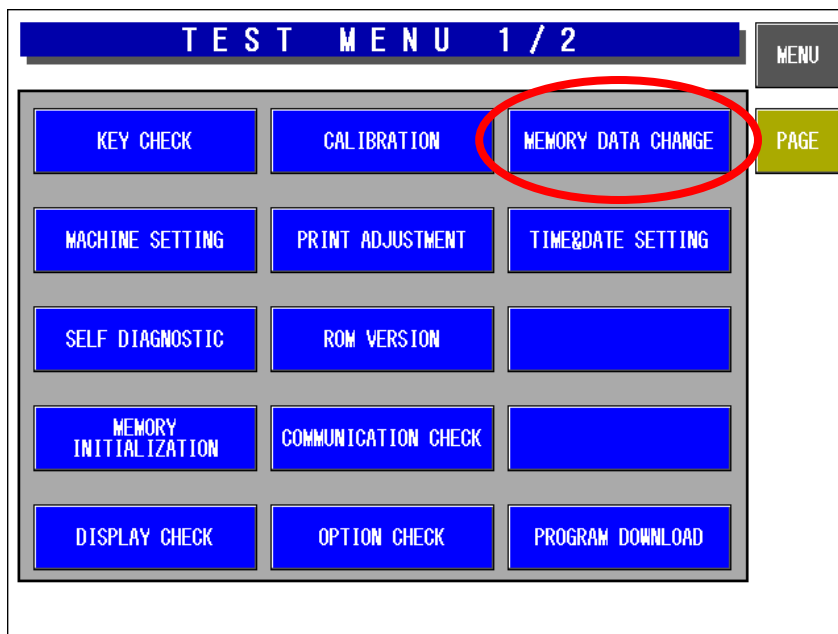 TEST MENU 1/2
MENU
KEY CHECK
CALIBRATION
MEMORY DATA CHANGE
PAGE
MACHINE SETTING
PRINT ADJUSTMENT
TIME&DATE SETTING
SELF DIAGNOSTIC
ROM VERSION
MEMORY
INITIALIZATION
COMMUNICATION CHECK
DISPLAY CHECK
OPTION CHECK
PROGRAM DOWNLOAD